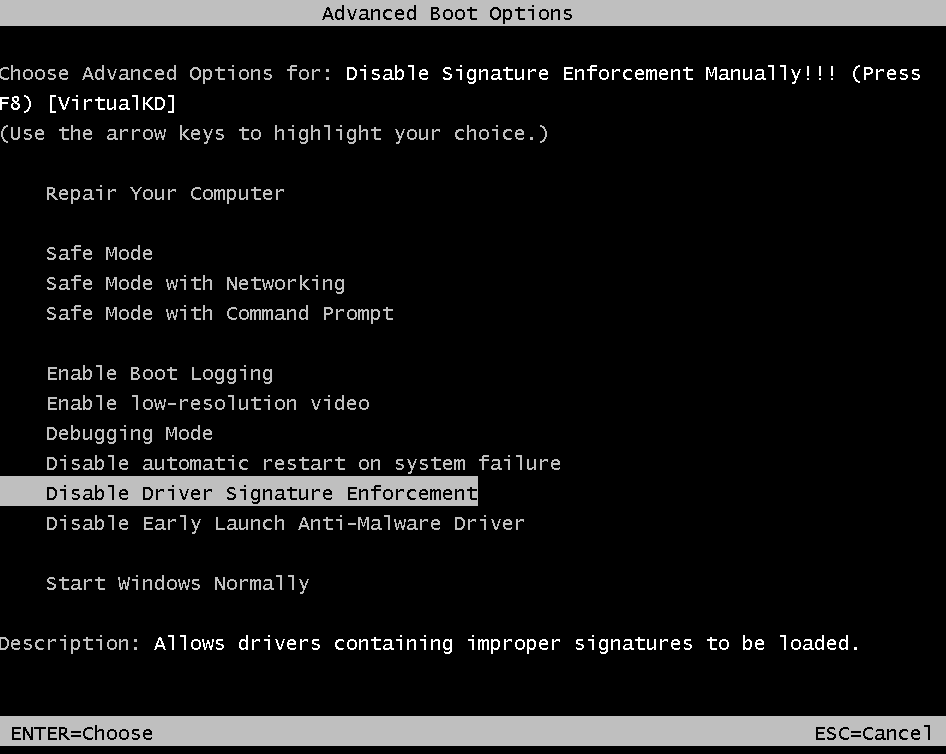 Advanced Boot Options
Choose Advanced Options for: Disable Signature Enforcement Manually!!! (Press
F8) [VirtualKD]
(Use the arrow keys to highlight your choice.)
Repair Your Computer
Safe Mode
Safe Mode with Networking
Safe Mode with Command Prompt
Enable Boot Logging
Enable low-resolution video
Debugging Mode
Disable automatic restart on system failure
Disable Driver Signature Enforcement
Disable Early Launch Anti-Malware Driver
Start Windows Normally
Description: Allows drivers containing improper signatures to be loaded.
ENTER=Choose ESC=Cancel